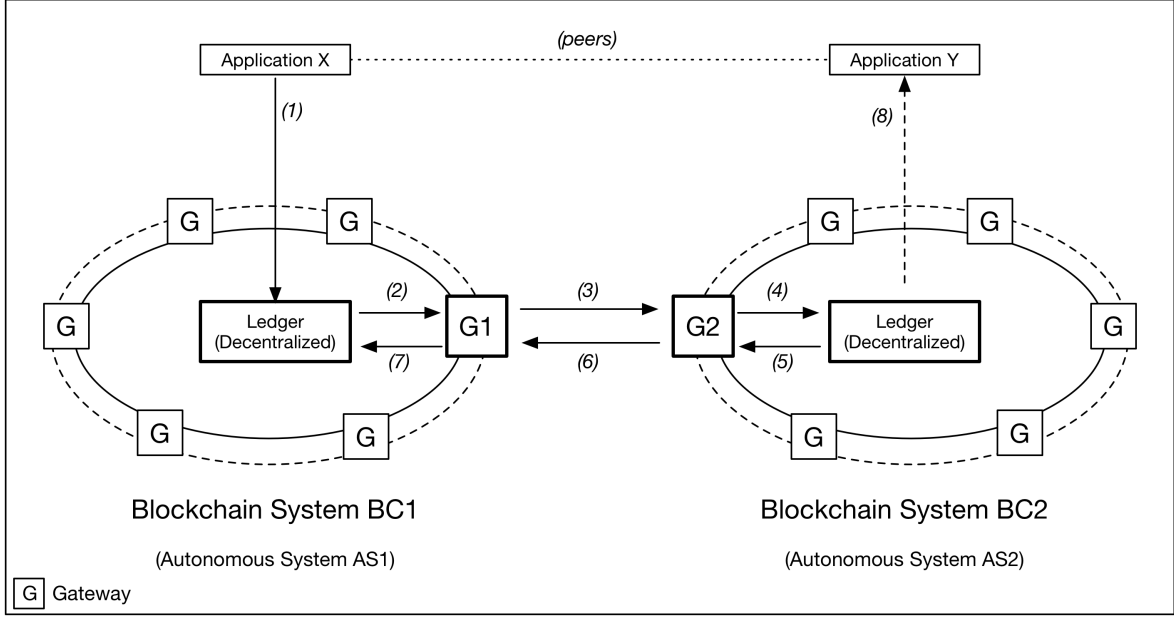 (peers)
Application X
Application Y
(1)
(8)
G
G
G
G
G
G
(2)
(3)
(4)
Ledger
(Decentralized)
G1
G2
Ledger
(Decentralized)
(7)
(6)
(5)
G
G
G
G
Blockchain System BC1
Blockchain System BC2
(Autonomous System AS1)
(Autonomous System AS2)
G Gateway